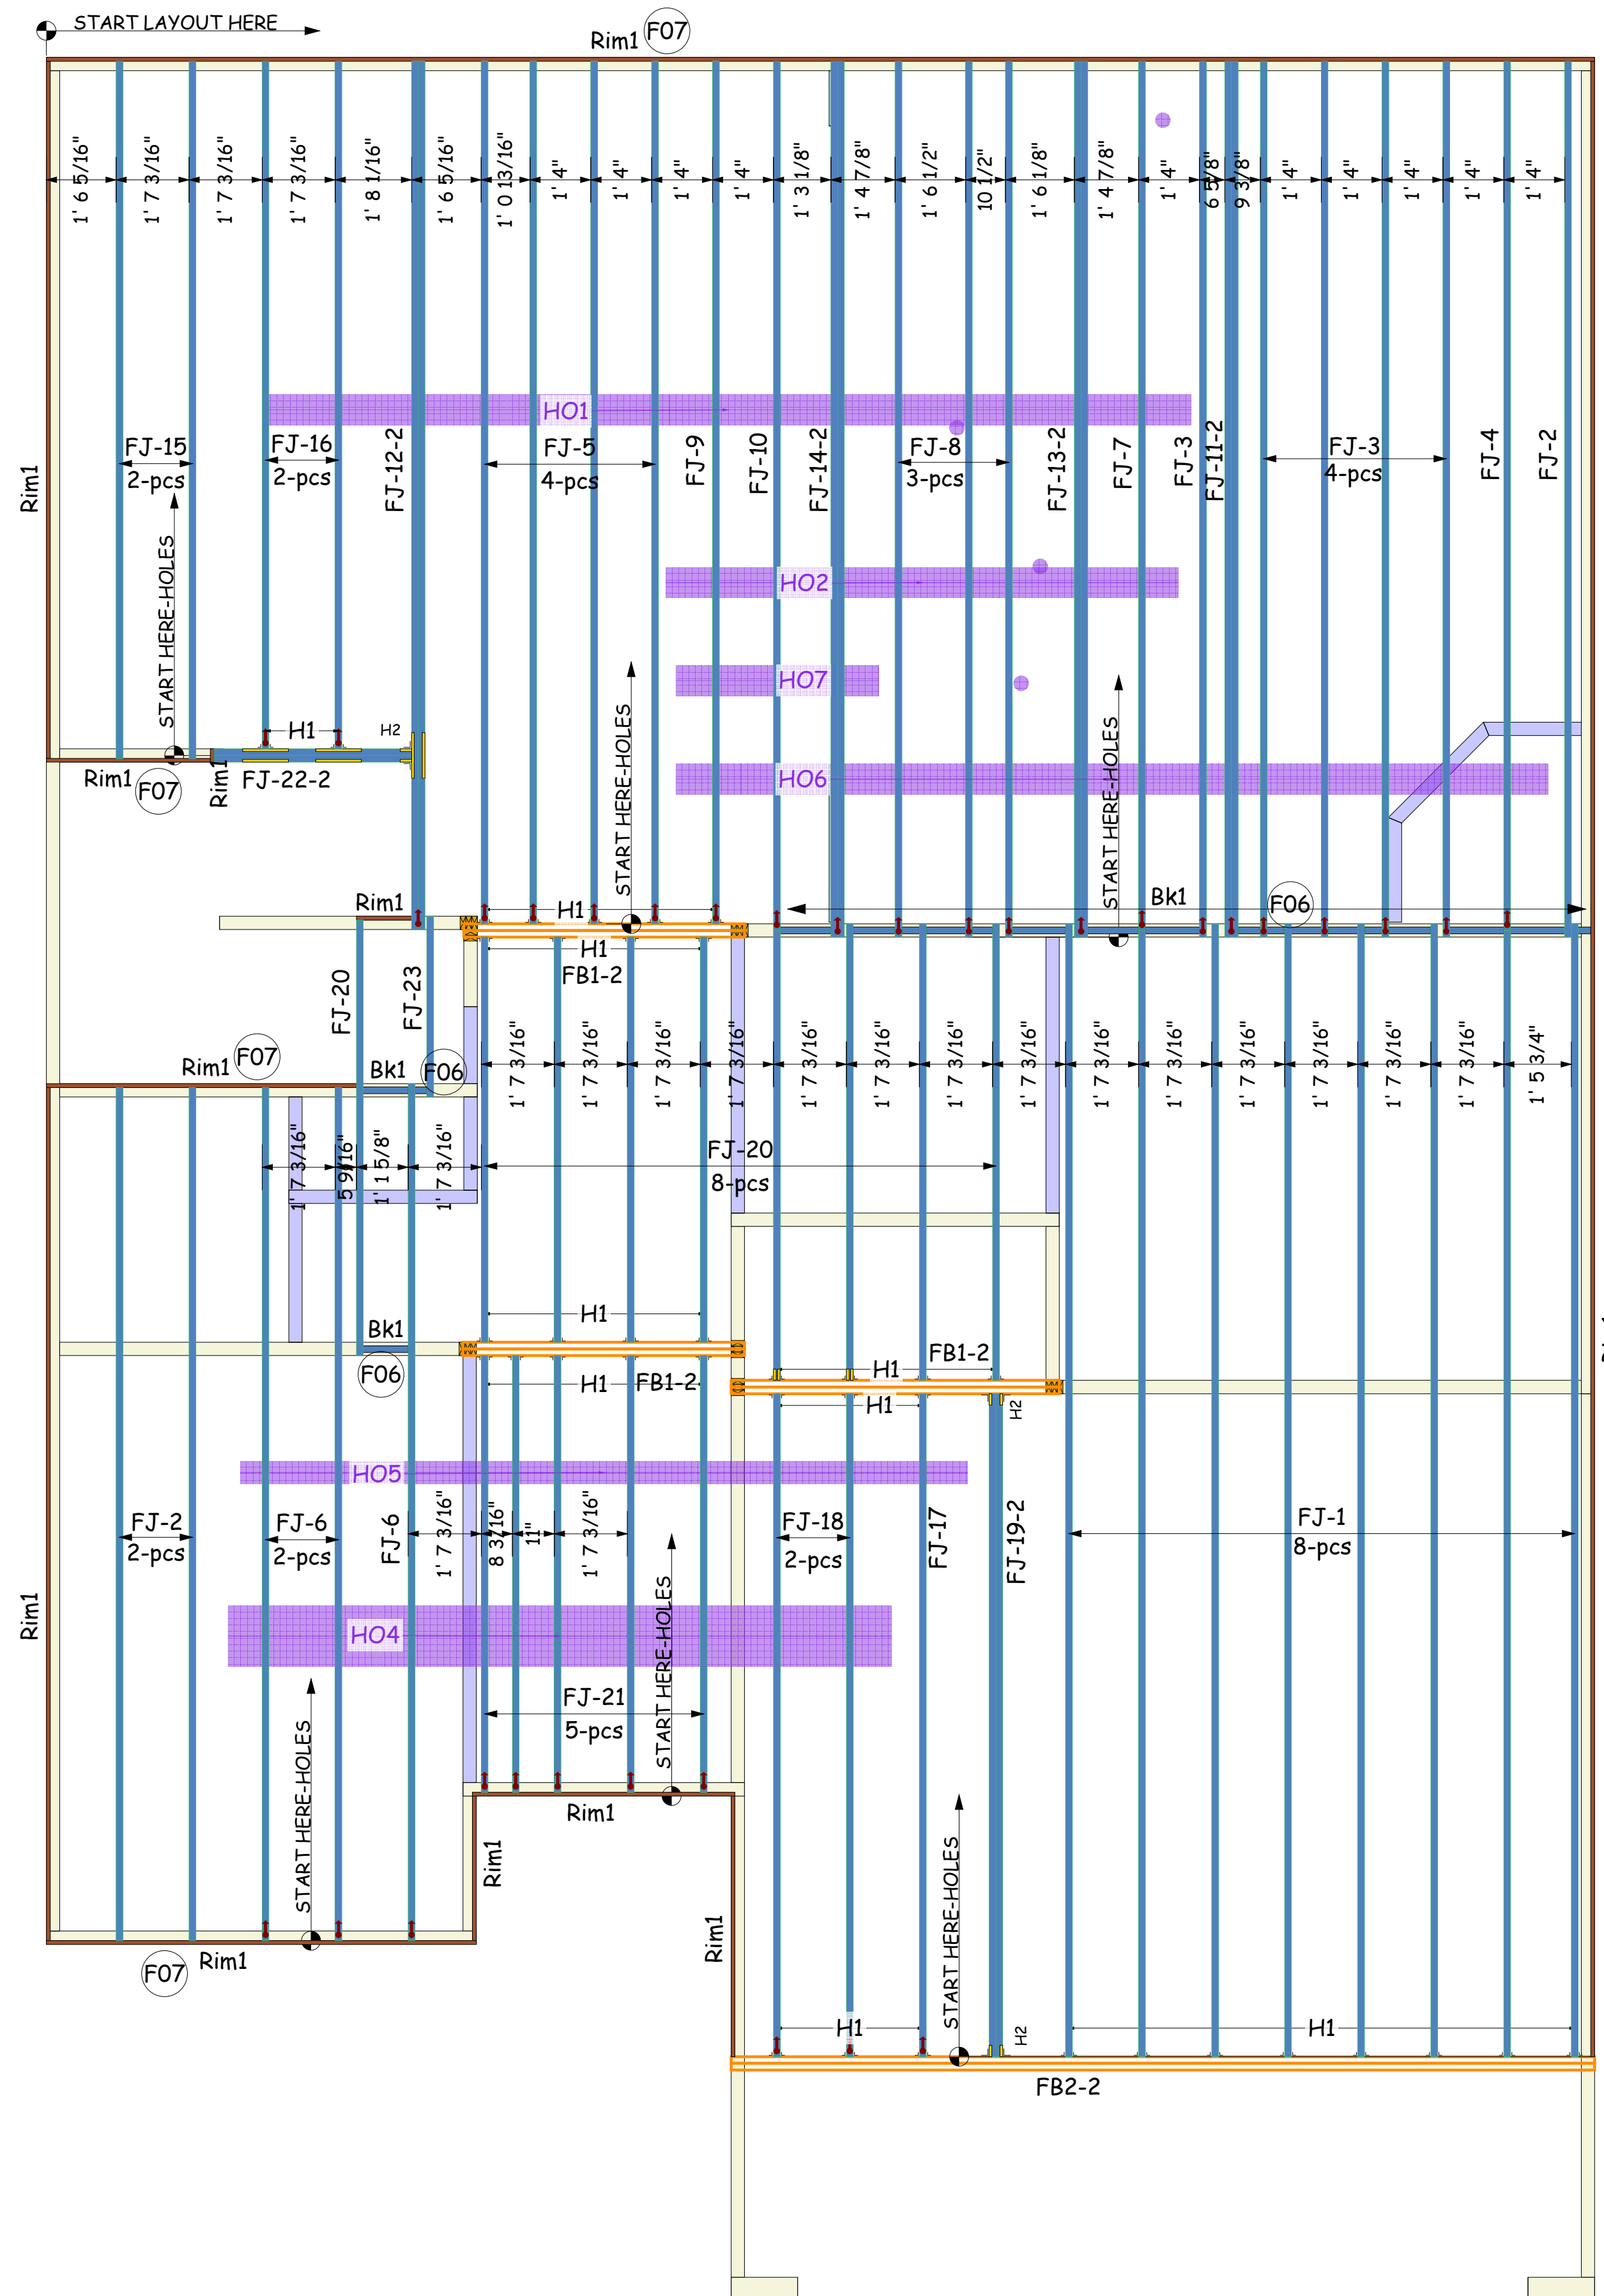 START LAYOUT HERE
Rim1
F07
1' 6 5/16"
1' 7 3/16"
1' 7 3/16"
1' 7 3/16"
1' 8 1/16"
1' 6 5/16"
1' 0 13/16"
1' 4"
1' 4"
1' 4"
1' 4"
1' 3 1/8"
1' 4 7/8"
1' 6 1/2"
10 1/2"
1' 6 1/8"
1' 4 7/8"
1' 4"
6 5/8"
9 3/8"
1' 4"
1' 4"
1' 4"
1' 4"
1' 4"
HO1
Rim1
FJ-15
2-pcs
FJ-16
2-pcs
FJ-12-2
FJ-5
4-pcs
FJ-9
FJ-10
FJ-14-2
FJ-8
3-pcs
FJ-13-2
FJ-7
FJ-3
FJ-11-2
FJ-3
4-pcs
FJ-4
FJ-2
START HERE-HOLES
HO2
HO7
H1
H2
START HERE-HOLES
START HERE-HOLES
HO6
Rim1
F07
Rim1
FJ-22-2
Rim1
H1
Bk1
F06
H1
FB1-2
FJ-20
FJ-23
Rim1
F07
Bk1
F06
1' 7 3/16"
1' 7 3/16"
1' 7 3/16"
1' 7 3/16"
1' 7 3/16"
1' 7 3/16"
1' 7 3/16"
1' 7 3/16"
1' 7 3/16"
1' 7 3/16"
1' 7 3/16"
1' 7 3/16"
1' 7 3/16"
1' 7 3/16"
1' 5 3/4"
1' 7 3/16"
5 9/16"
1' 1 5/8"
1' 7 3/16"
FJ-20
8-pcs
H1
Bk1
F06
H1
FB1-2
H1
FB1-2
H1
H2
HO5
FJ-2
2-pcs
FJ-6
2-pcs
FJ-6
1' 7 3/16"
8 3/16"
11"
1' 7 3/16"
FJ-18
2-pcs
FJ-17
FJ-19-2
FJ-1
8-pcs
Rim1
HO4
START HERE-HOLES
FJ-21
5-pcs
START HERE-HOLES
Rim1
Rim1
Rim1
START HERE-HOLES
Rim1
F07
H1
H2
H1
FB2-2